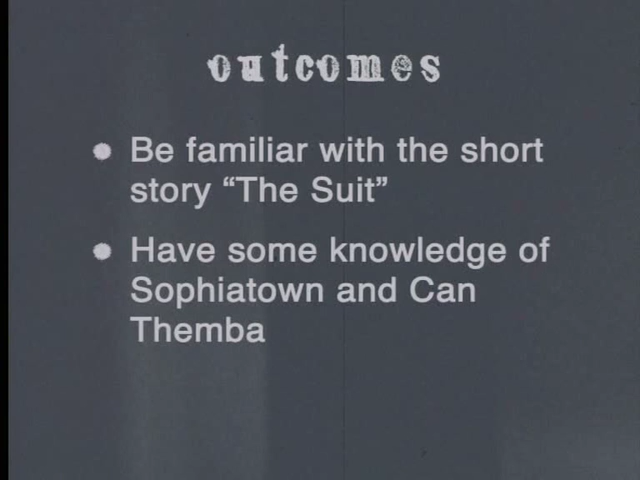 outcomes
Be familiar with the short
story “The Suit”
Have some knowledge of
Sophiatown and Can
Themba